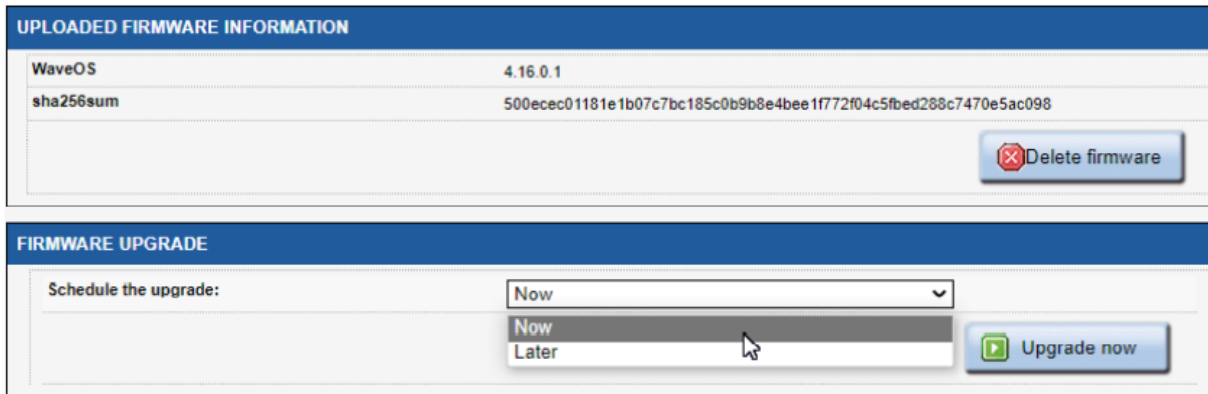 UPLOADED FIRMWARE INFORMATION
WaveOS 4.16.0.1
sha256sum 500ecec01181e1b07c7bc185c0b9b8e4bee1f772f04c5fbed288c7470e5ac098
Delete firmware
FIRMWARE UPGRADE
Schedule the upgrade: Now
Now
Later
Upgrade now